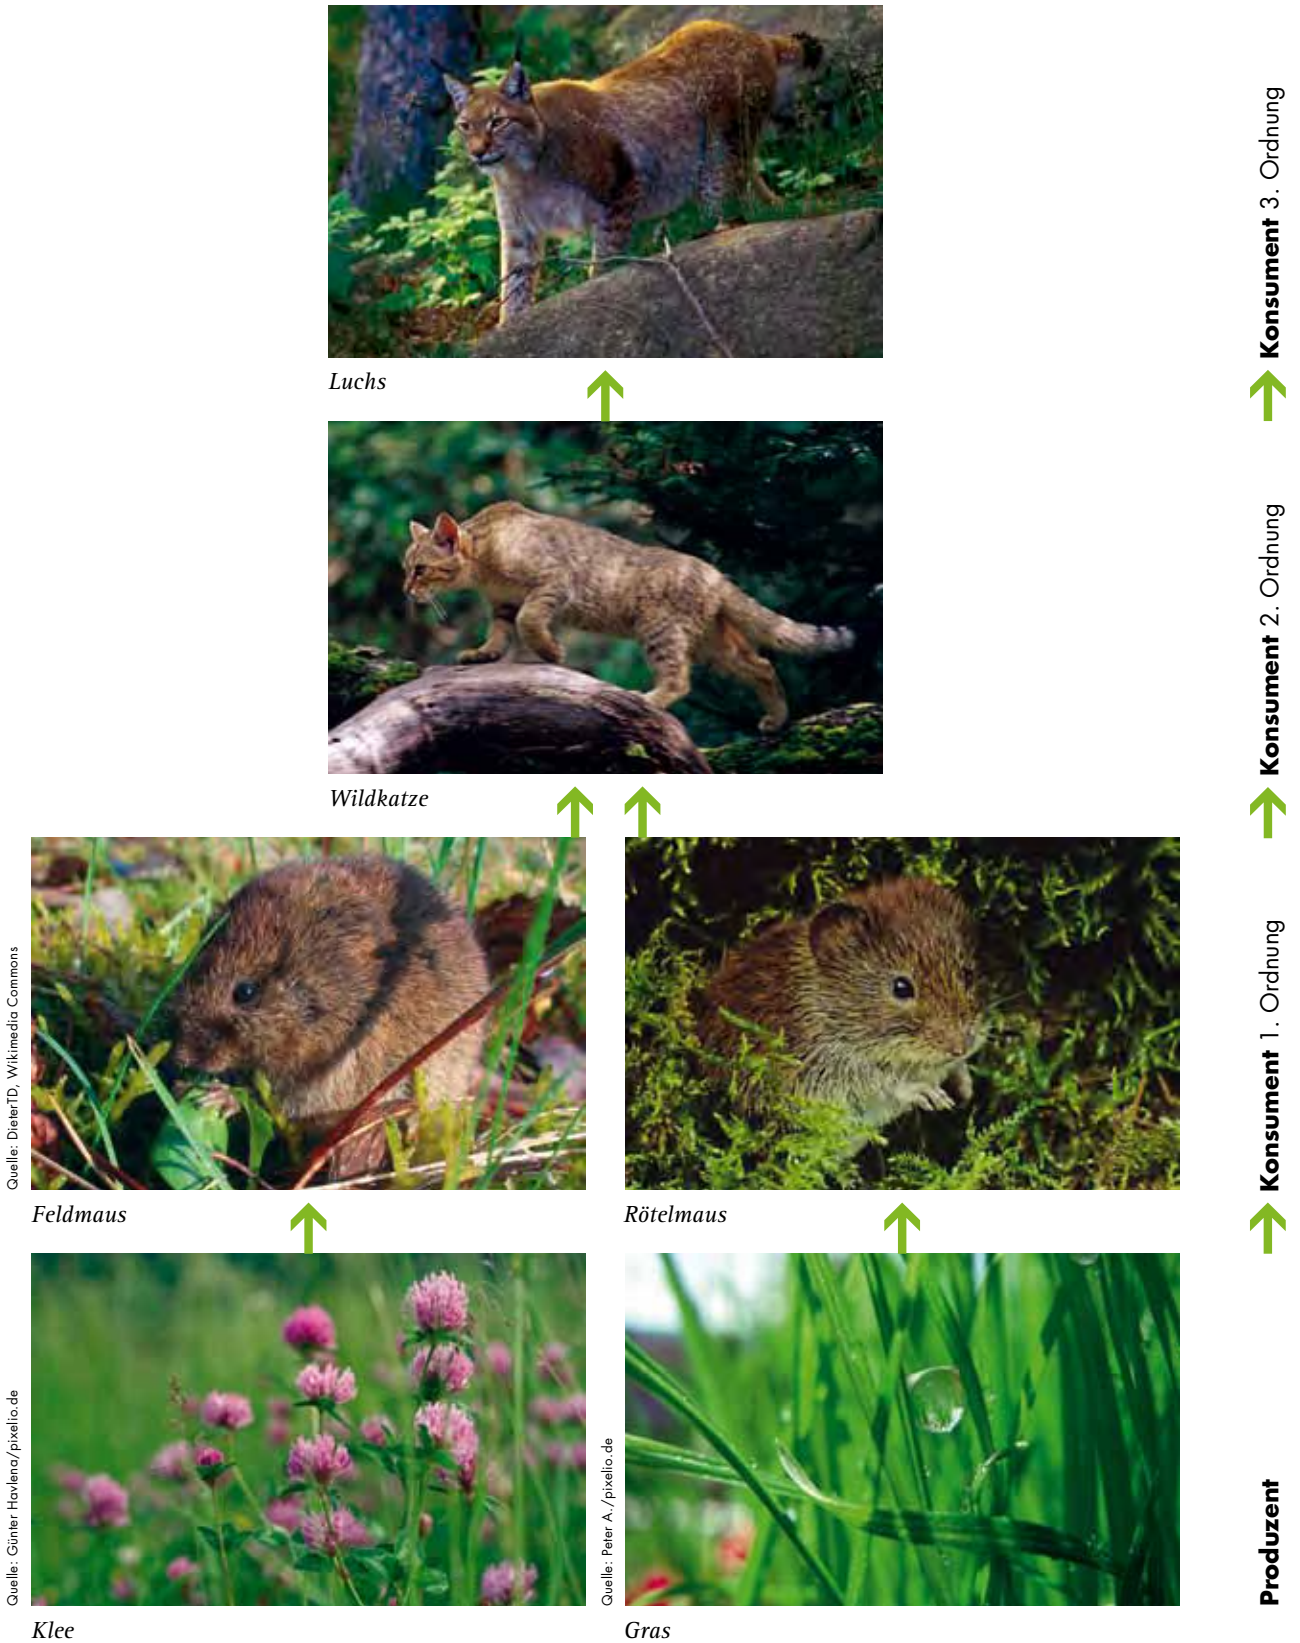 Luchs
Konsument 3. Ordnung
Wildkatze
Konsument 2. Ordnung
Quelle: DieterTD, Wikimedia Commons
Feldmaus
Rötelmaus
Konsument 1. Ordnung
Quelle: Günter Havlena/pixelio.de
Klee
Quelle: Peter A./pixelio.de
Gras
Produzent